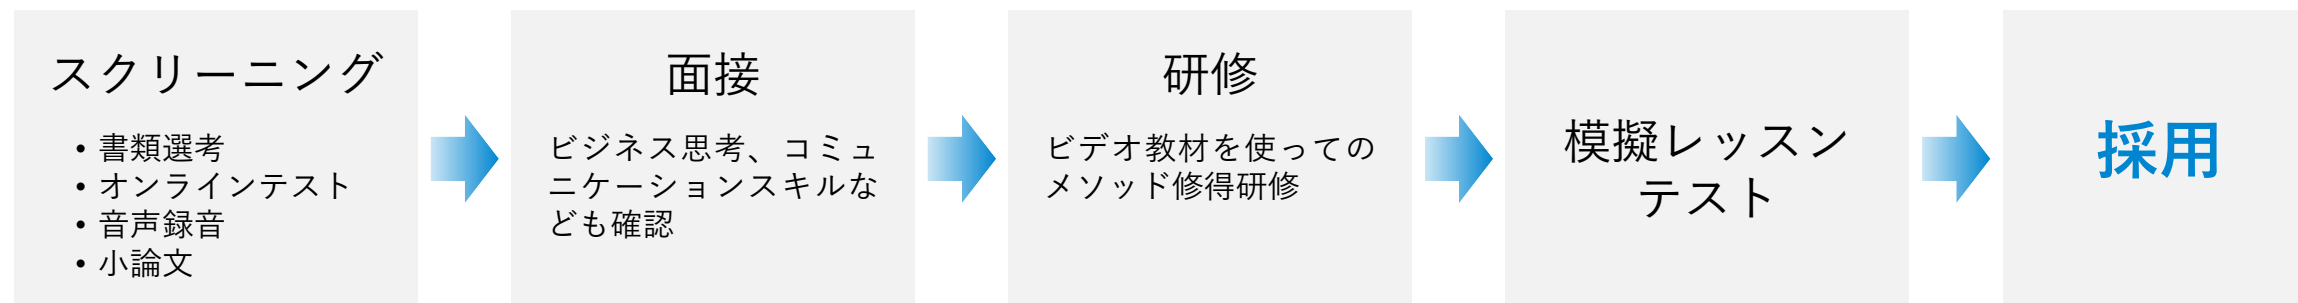 スクリーニング
• 書類選考
• オンラインテスト
• 音声録音
• 小論文
面接
ビジネス思考、コミュ
ニケーションスキルな
ども確認
研修
ビデオ教材を使っての
メソッド修得研修
模擬レッスン
テスト
採用